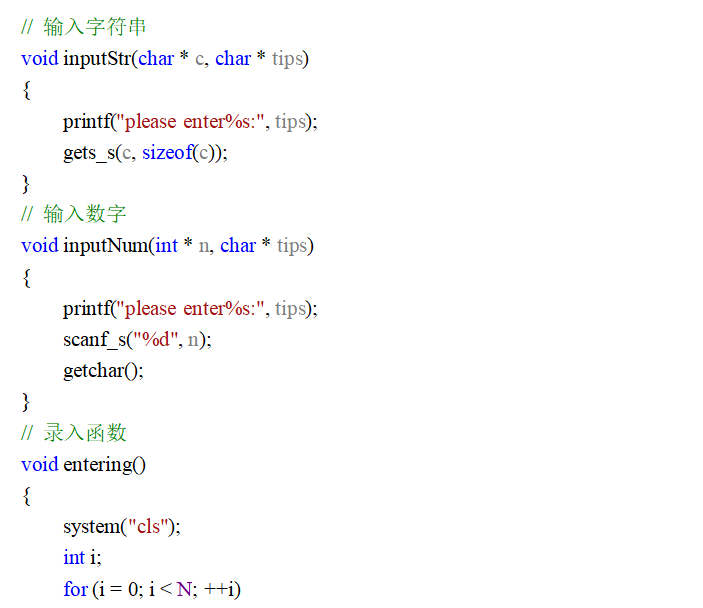 // 输入字符串
void inputStr(char * c, char * tips)
{
printf("please enter%s:", tips);
gets_s(c, sizeof(c));
}
// 输入数字
void inputNum(int * n, char * tips)
{
printf("please enter%s:", tips);
scanf_s("%d", n);
getchar();
}
// 录入函数
void entering()
{
system("cls");
int i;
for (i = 0; i < N; ++i)